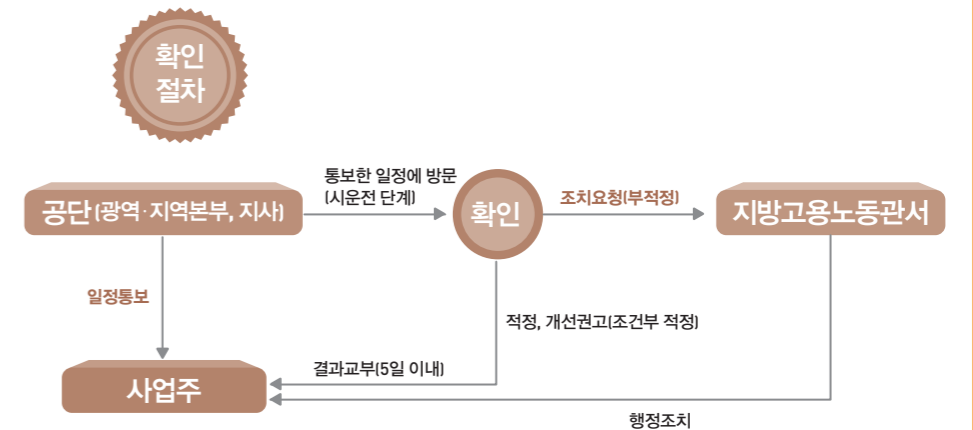 확인
절차
통보한 일정에 방문
(시운전 단계)
공단 (광역·지역본부, 지사)
확인
조치요청(부적정)
지방고용노동관서
일정통보
적정, 개선권고(조건부 적정)
결과교부(5일 이내)
사업주
행정조치